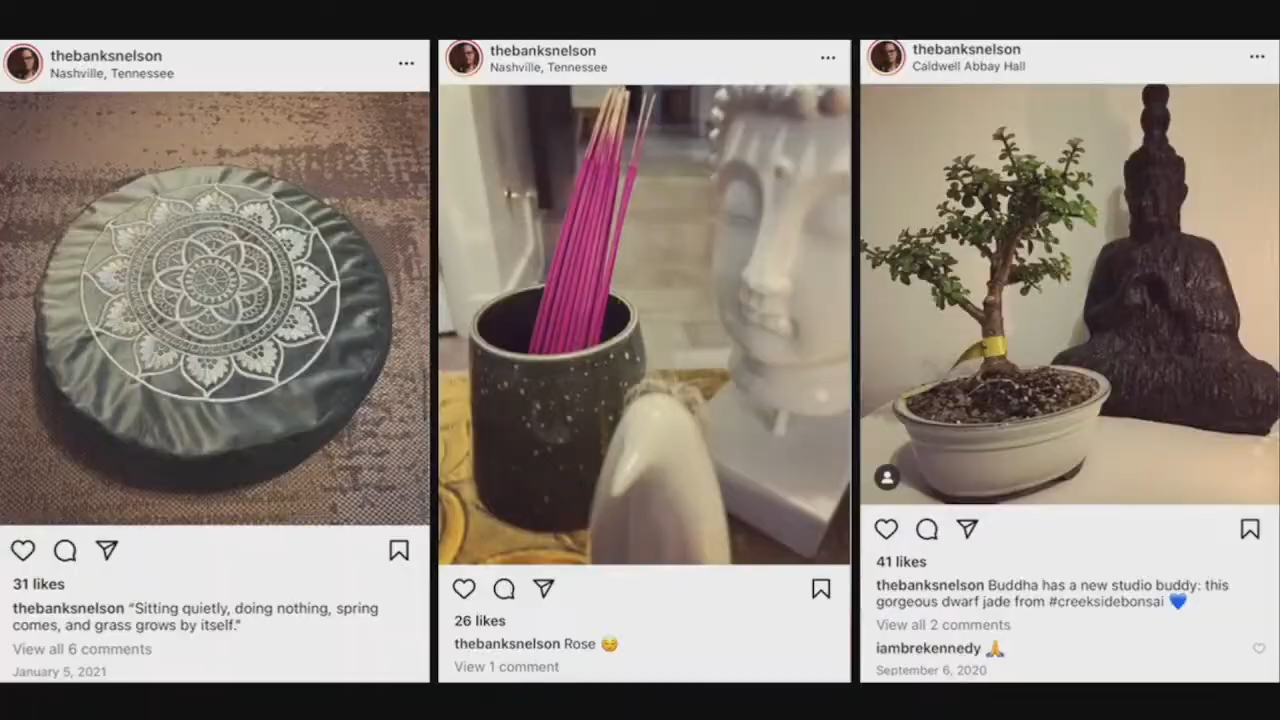 thebanksnelson
Nashville, Tennessee
31 likes
thebanksnelson “Sitting quietly, doing nothing, spring
comes, and grass grows by itself.”
View all 6 comments
January 5, 2021
thebanksnelson
Nashville, Tennessee
26 likes
thebanksnelson Rose 😌
View 1 comment
thebanksnelson
Caldwell Abbay Hall
41 likes
thebanksnelson Buddha has a new studio buddy: this
gorgeous dwarf jade from #creeksidebonsai 💙
View all 2 comments
iambrekennedy 🙏
September 6, 2020